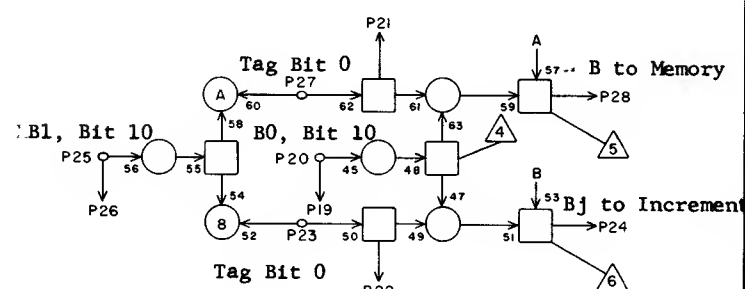 P21
A
Tag Bit 0
P27
57 B to Memory
A
60
62
61
59
P28
58
63
4
5
:B1, Bit 10
B0, Bit 10
P25
56
55
P20
45
48
B
54
47
53 Bj to Increment
P26
P19
8
52
P23
50
49
51
P24
Tag Bit 0
6